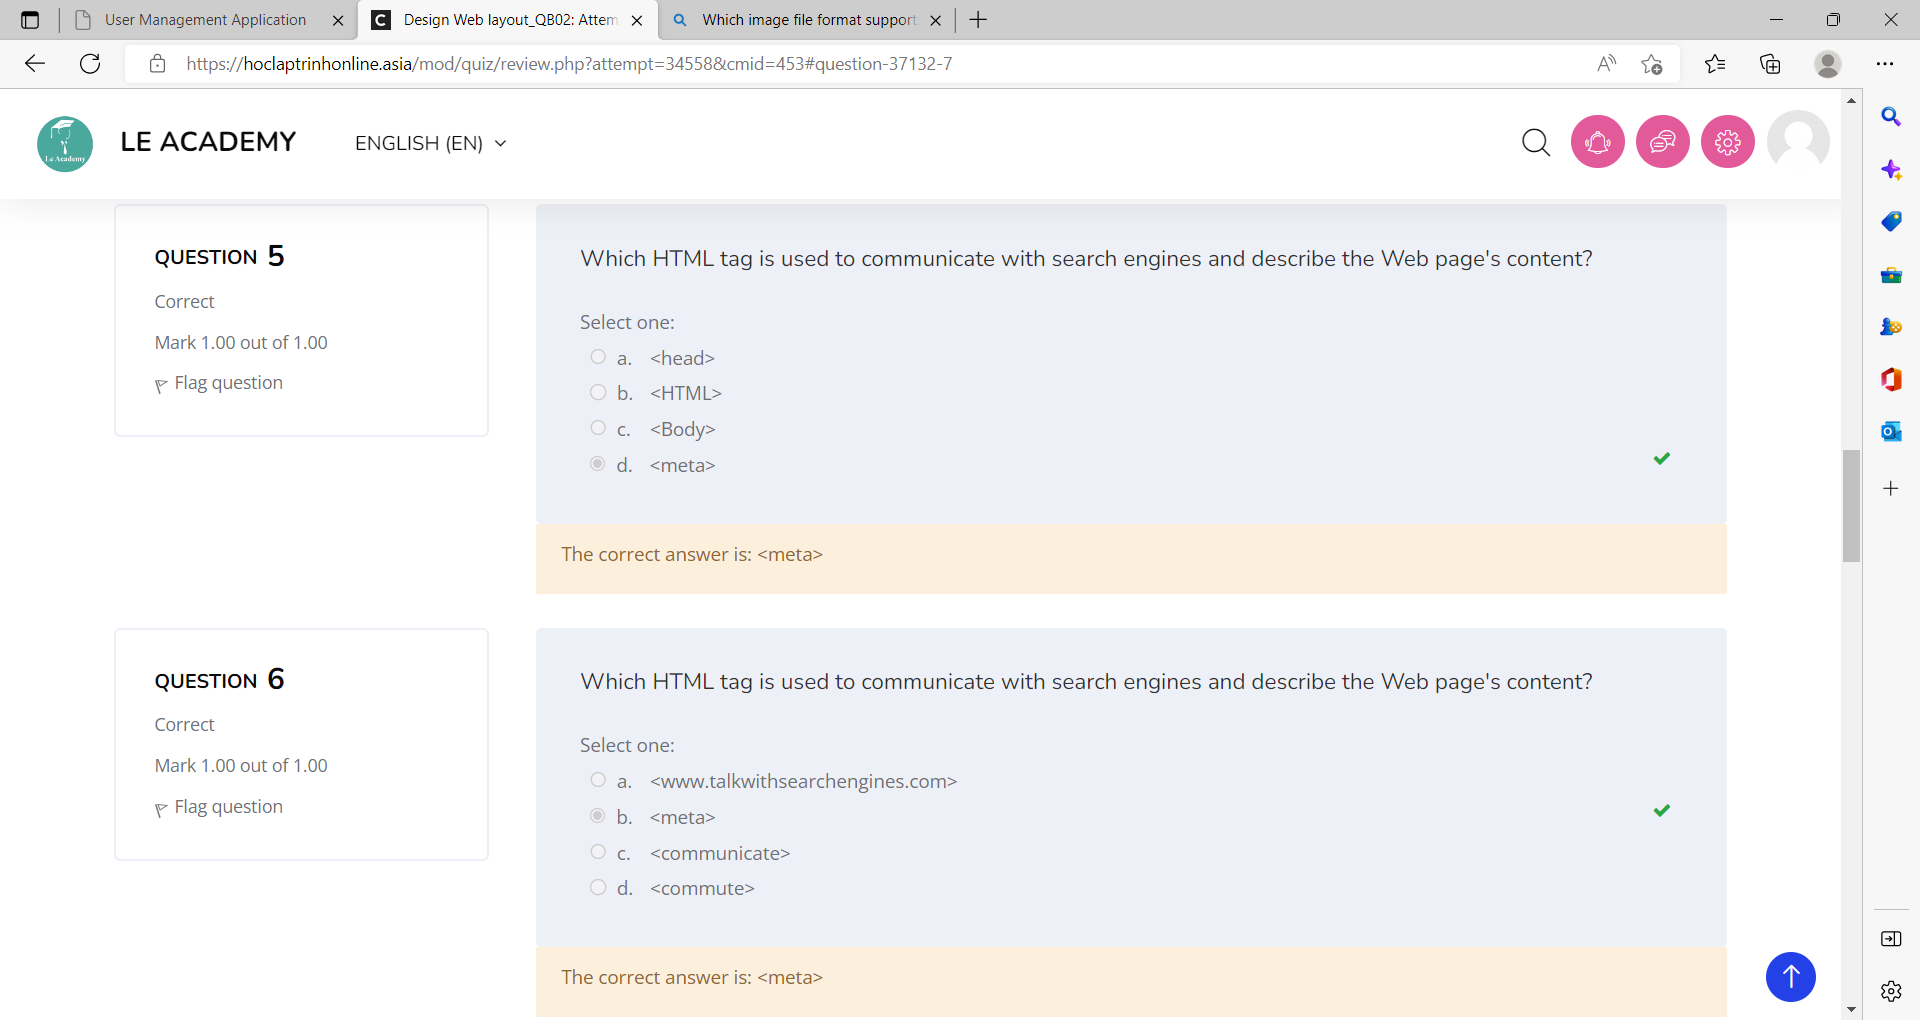 User Management Application
Design Web layout_QB02: Attem
Which image file format support
https://hoclaptrinhonline.asia/mod/quiz/review.php?attempt=34558&cmid=453#question-37132-7
Le Academy
LE ACADEMY
ENGLISH (EN)
QUESTION 5
Correct
Mark 1.00 out of 1.00
Flag question
Which HTML tag is used to communicate with search engines and describe the Web page's content?
Select one:
a. <head>
b. <HTML>
c. <Body>
d. <meta>
The correct answer is: <meta>
QUESTION 6
Correct
Mark 1.00 out of 1.00
Flag question
Which HTML tag is used to communicate with search engines and describe the Web page's content?
Select one:
a. <www.talkwithsearchengines.com>
b. <meta>
c. <communicate>
d. <commute>
The correct answer is: <meta>